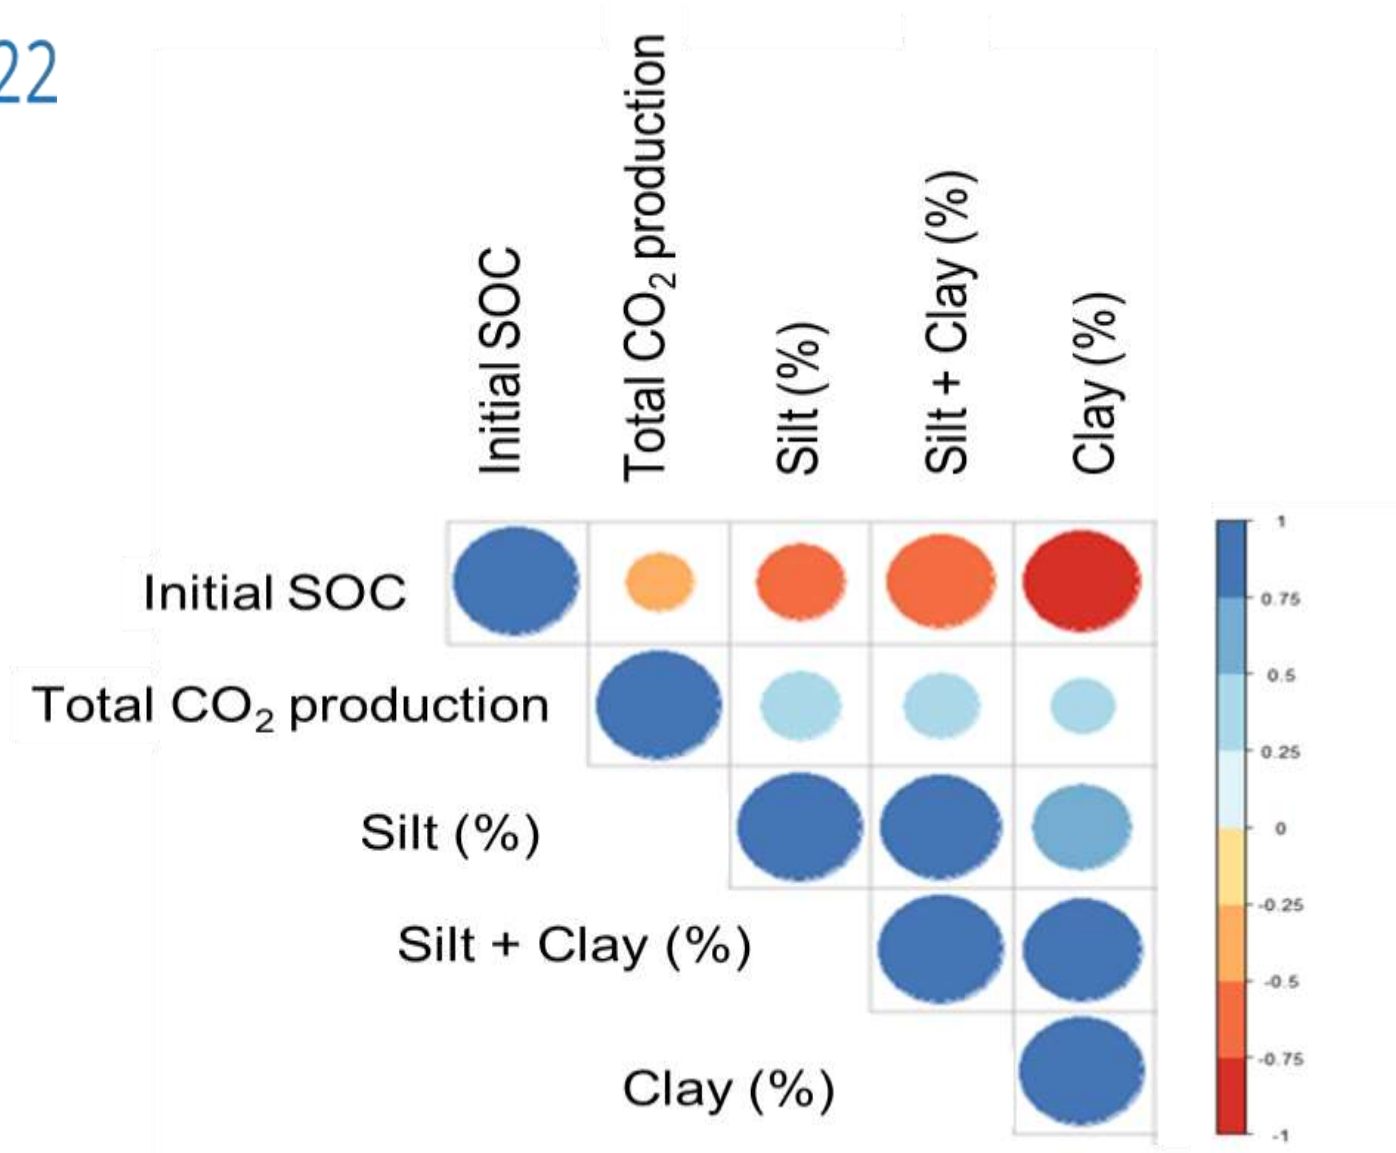 22
Initial SOC
Total CO₂ production
Silt (%)
Silt + Clay (%)
Clay (%)
Initial SOC
Total CO₂ production
Silt (%)
Silt + Clay (%)
Clay (%)
1
0.75
0.5
0.25
0
-0.25
-0.5
-0.75
-1